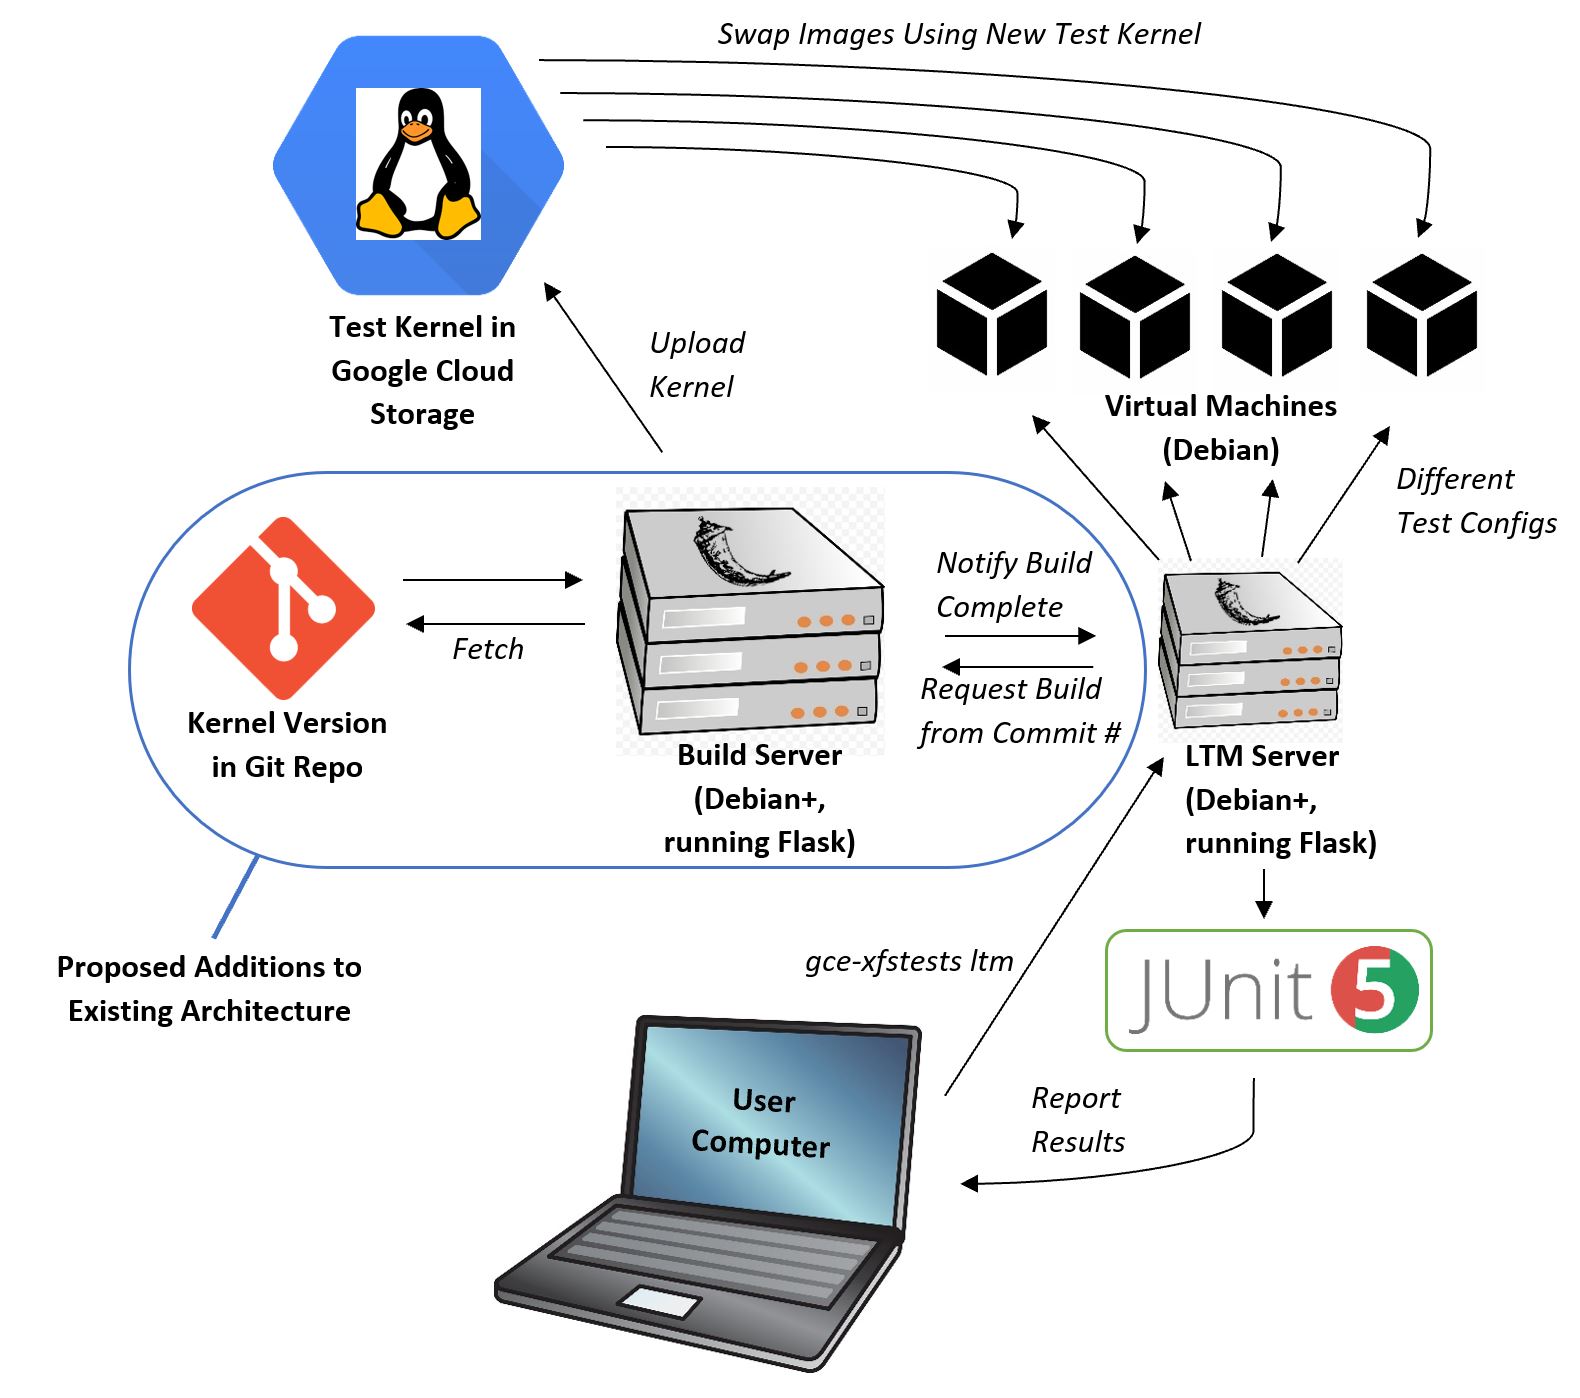 Swap Images Using New Test Kernel
Test Kernel in
Google Cloud
Storage
Upload
Kernel
Virtual Machines
(Debian)
Different
Test Configs
Notify Build
Complete
Fetch
Request Build
from Commit #
Kernel Version
in Git Repo
Build Server
(Debian+,
running Flask)
LTM Server
(Debian+,
running Flask)
Proposed Additions to
Existing Architecture
gce-xfstests ltm
JUnit 5
User
Computer
Report
Results